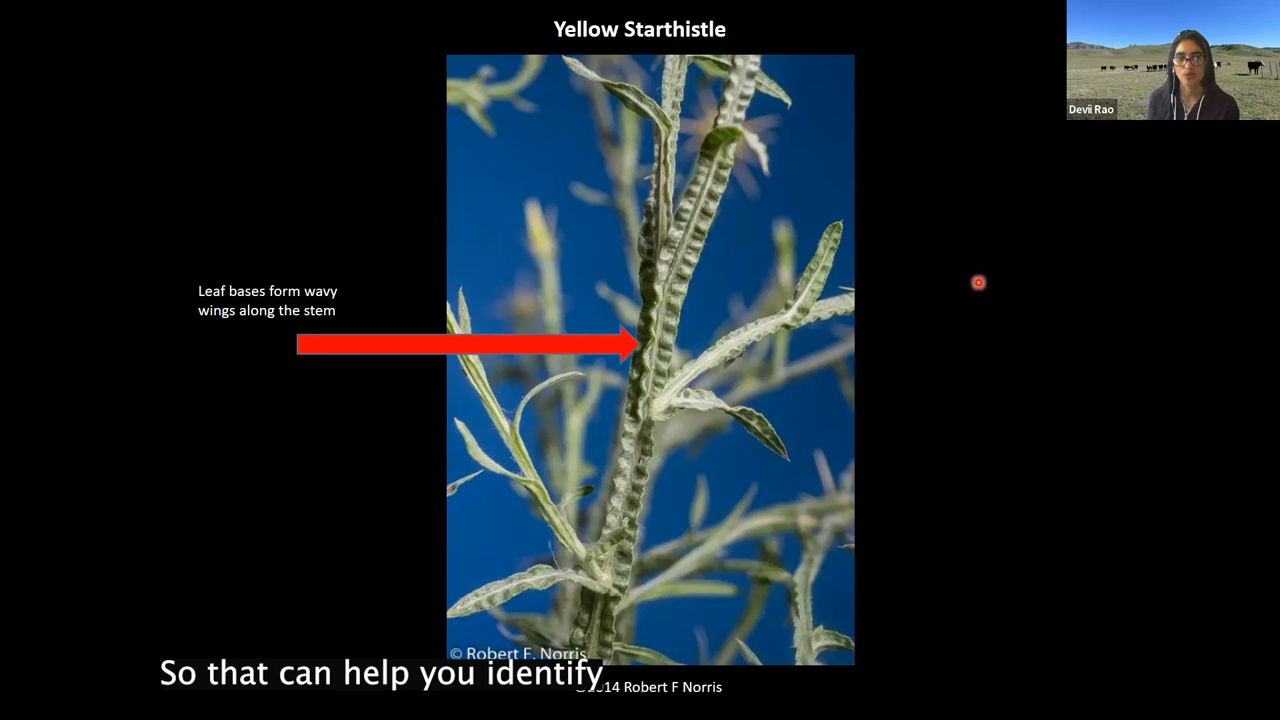 Yellow Starthistle
Devii Rao
Leaf bases form wavy
wings along the stem
© Robert F. Norris
So that can help you identify
2014 Robert F Norris